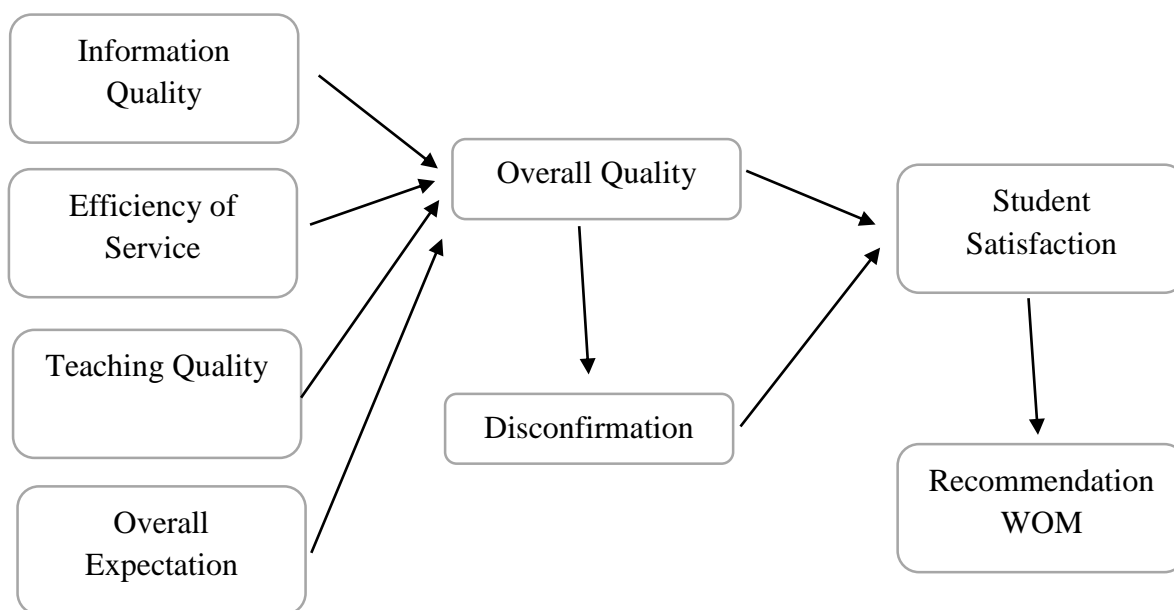 Information
Quality
Efficiency of
Service
Teaching Quality
Overall
Expectation
Overall Quality
Disconfirmation
Student
Satisfaction
Recommendation
WOM